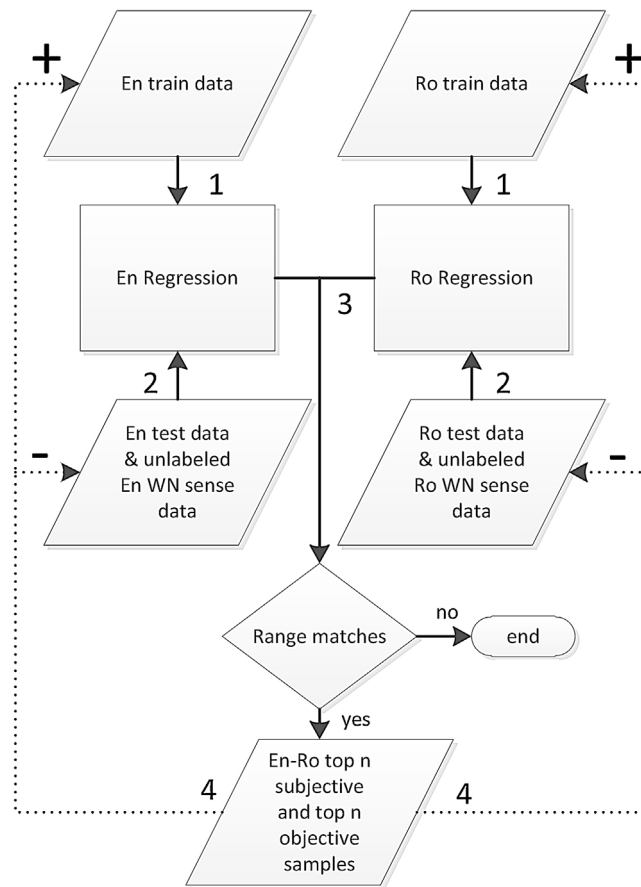 +
+
En train data
Ro train data
1
1
En Regression
Ro Regression
3
2
2
En test data
& unlabeled
En WN sense
data
Ro test data
& unlabeled
Ro WN sense
data
-
-
Range matches
no
end
yes
En-Ro top n
subjective
and top n
objective
samples
4
4